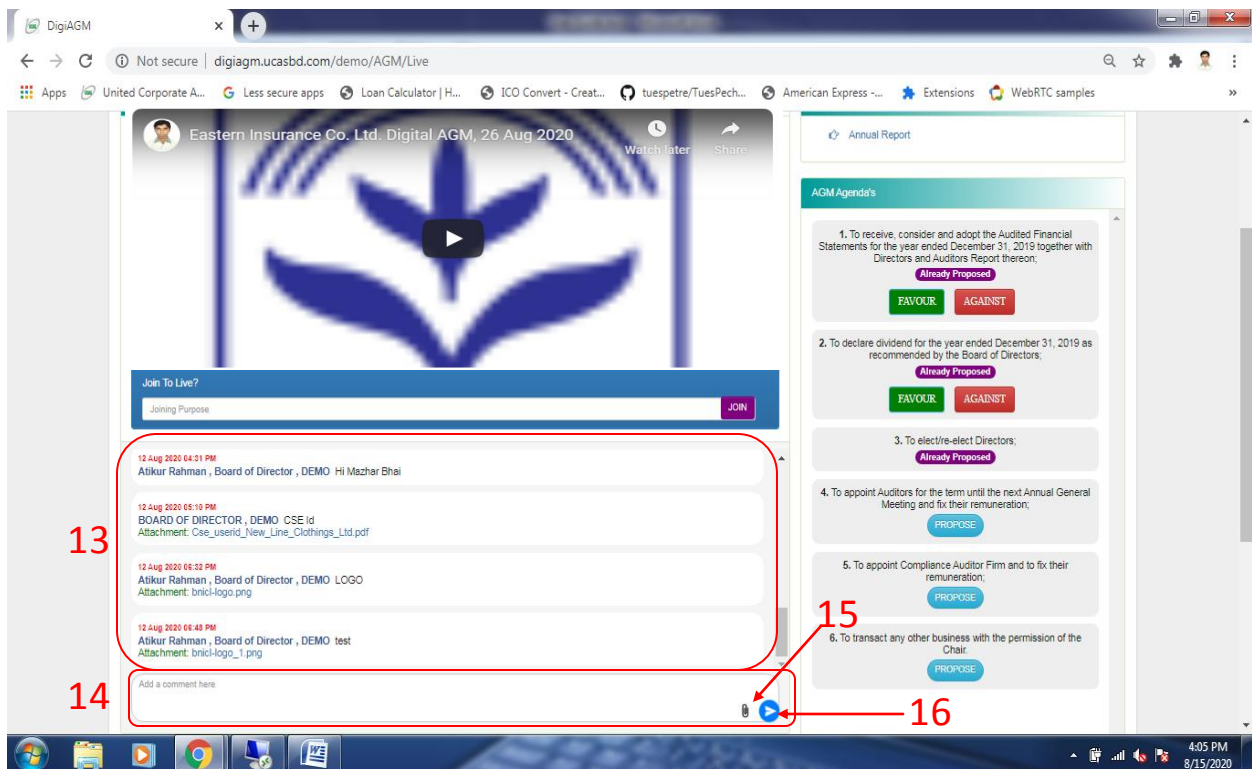 DigiAGM
Not secure | digiagm.ucasbd.com/demo/AGM/Live
Apps United Corporate A... Less secure apps Loan Calculator | H... ICO Convert - Creat... tuespetre/TuesPech... American Express -... Extensions WebRTC samples »
Eastern Insurance Co. Ltd. Digital AGM, 26 Aug 2020
Watch later Share
Annual Report
AGM Agenda's
1. To receive, consider and adopt the Audited Financial
Statements for the year ended December 31, 2019 together with
Directors and Auditors Report thereon;
Already Proposed
FAVOUR AGAINST
2. To declare dividend for the year ended December 31, 2019 as
recommended by the Board of Directors;
Already Proposed
FAVOUR AGAINST
3. To elect/re-elect Directors;
Already Proposed
4. To appoint Auditors for the term until the next Annual General
Meeting and fix their remuneration;
PROPOSE
5. To appoint Compliance Auditor Firm and to fix their
remuneration;
PROPOSE
6. To transact any other business with the permission of the
Chair.
PROPOSE
Join To Live?
Joining Purpose JOIN
13
12 Aug 2020 04:31 PM
Atikur Rahman , Board of Director , DEMO Hi Mazhar Bhai
12 Aug 2020 05:10 PM
BOARD OF DIRECTOR , DEMO CSE Id
Attachment: Cse_userid_New_Line_Clothings_Ltd.pdf
12 Aug 2020 06:32 PM
Atikur Rahman , Board of Director , DEMO LOGO
Attachment: bnicl-logo.png
12 Aug 2020 06:48 PM
Atikur Rahman , Board of Director , DEMO test
Attachment: bnicl-logo_1.png
14
Add a comment here
15
16
4:05 PM
8/15/2020